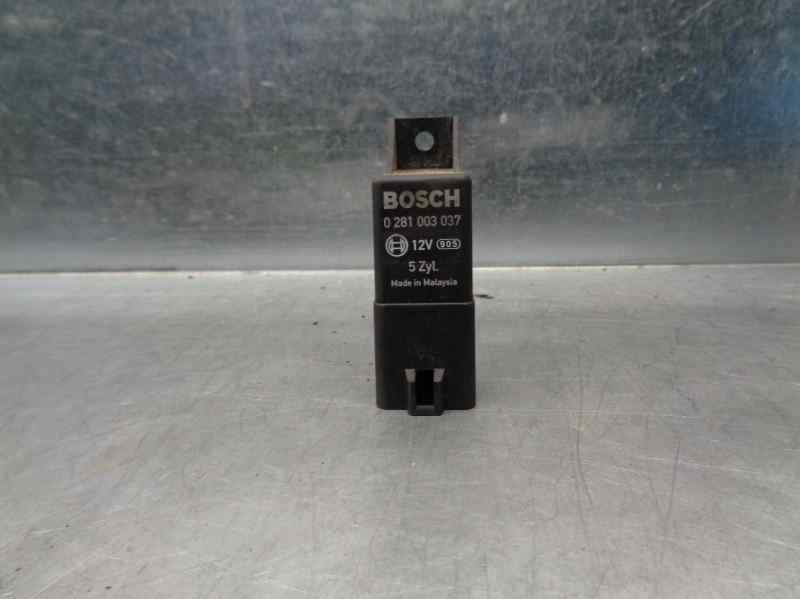 BOSCH
0 281 003 037
12V 905
5 Zyl.
Made in Malaysia